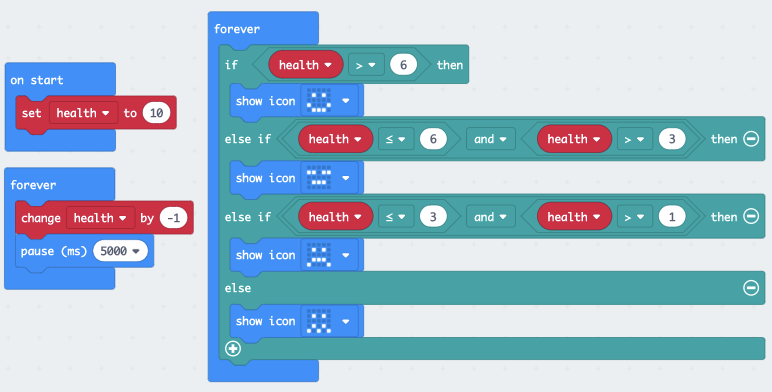 on start
set health to 10
forever
change health by -1
pause (ms) 5000
forever
if health > 6 then
show icon
else if health ≤ 6 and health > 3 then
show icon
else if health ≤ 3 and health > 1 then
show icon
else
show icon